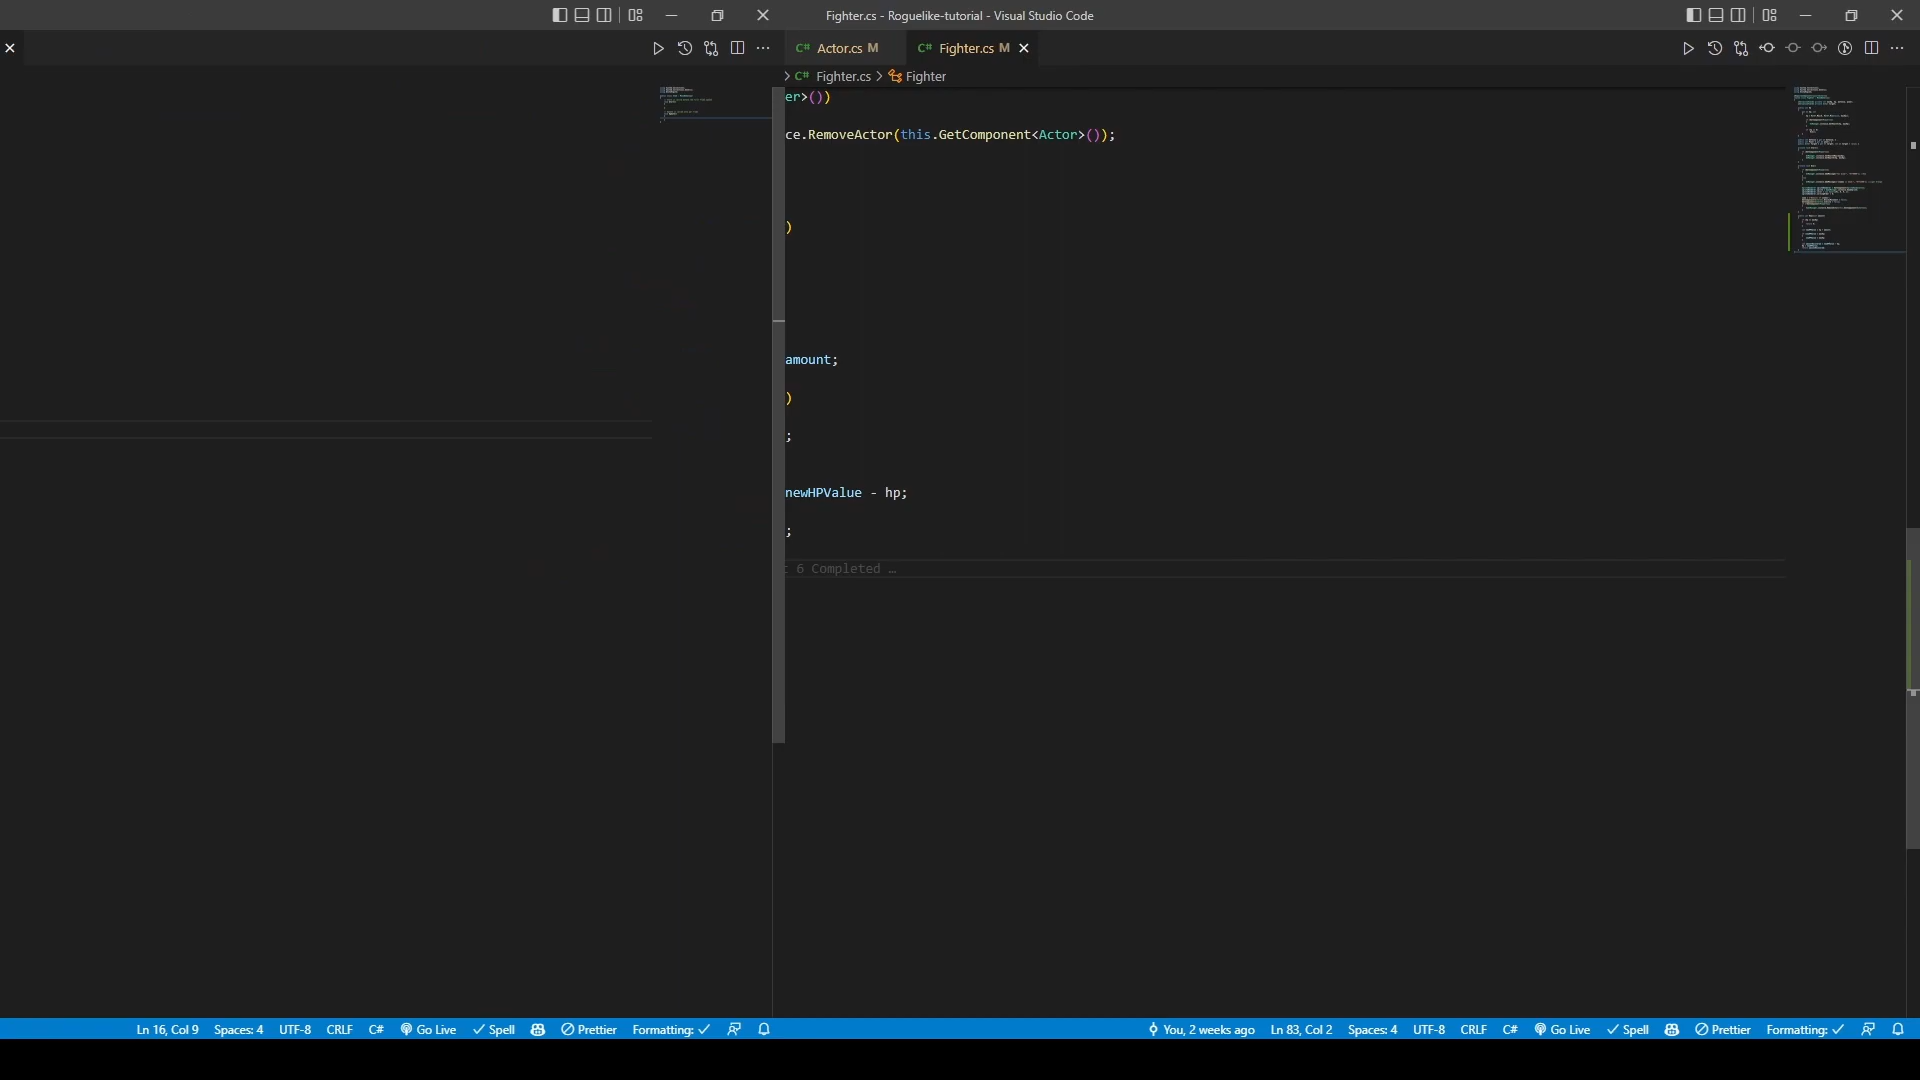 Fighter.cs - Roguelike-tutorial - Visual Studio Code
C# Actor.cs M
C# Fighter.cs M
C# Fighter.cs > Fighter
er>())
ce.RemoveActor(this.GetComponent<Actor>());
)
amount;
)
;
newHPValue - hp;
;
6 Completed …
Ln 16, Col 9 Spaces: 4 UTF-8 CRLF C# Go Live Spell Prettier Formatting:
You, 2 weeks ago Ln 83, Col 2 Spaces: 4 UTF-8 CRLF C# Go Live Spell Prettier Formatting: